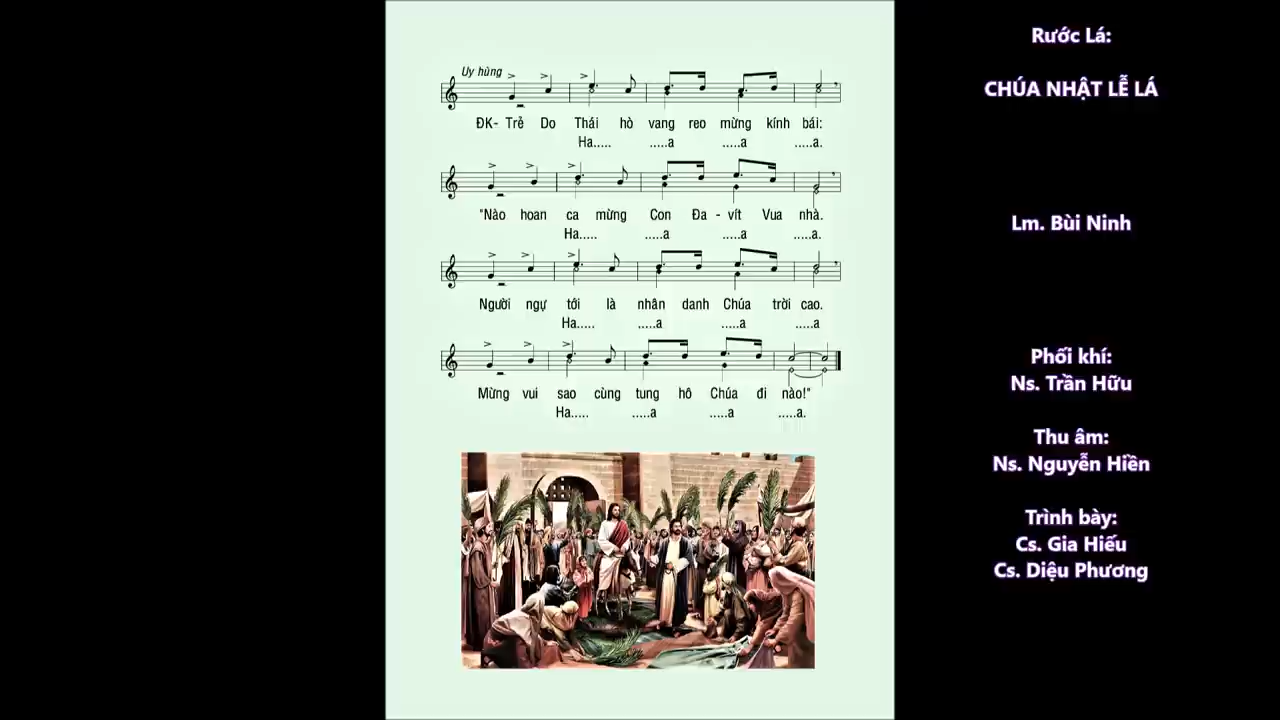 Uy hùng
ĐK- Trẻ Do Thái hò vang reo mừng kính bái:
Ha..... .....a .....a .....a.
"Nào hoan ca mừng Con Đa - vít Vua nhà.
Ha..... .....a .....a .....a.
Người ngự tới là nhân danh Chúa trời cao.
Ha..... .....a .....a .....a
Mừng vui sao cùng tung hô Chúa đi nào!"
Ha..... .....a .....a .....a.
Rước Lá:
CHÚA NHẬT LỄ LÁ
Lm. Bùi Ninh
Phối khí:
Ns. Trần Hữu
Thu âm:
Ns. Nguyễn Hiền
Trình bày:
Cs. Gia Hiếu
Cs. Diệu Phương